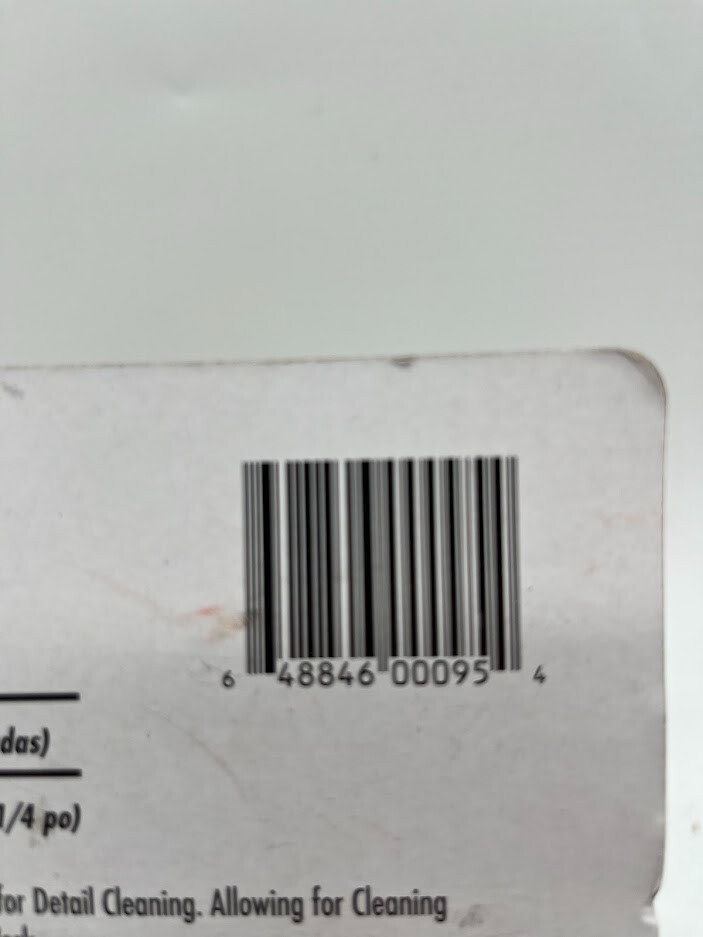 6 48846 00095 4
das)
1/4 po)
for Detail Cleaning. Allowing for Cleaning